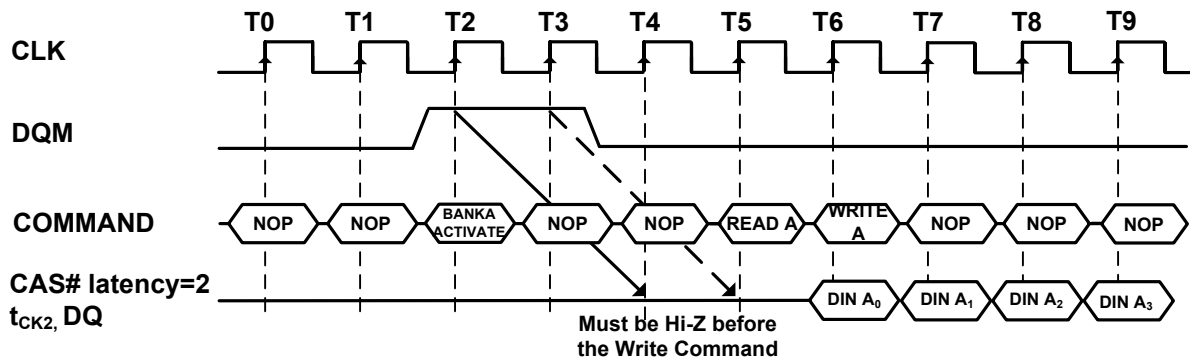 T0 T1 T2 T3 T4 T5 T6 T7 T8 T9
CLK
DQM
COMMAND
NOP NOP BANKA ACTIVATE NOP NOP READ A WRITE A NOP NOP NOP
CAS# latency=2
tCK2, DQ
DIN A0 DIN A1 DIN A2 DIN A3
Must be Hi-Z before
the Write Command